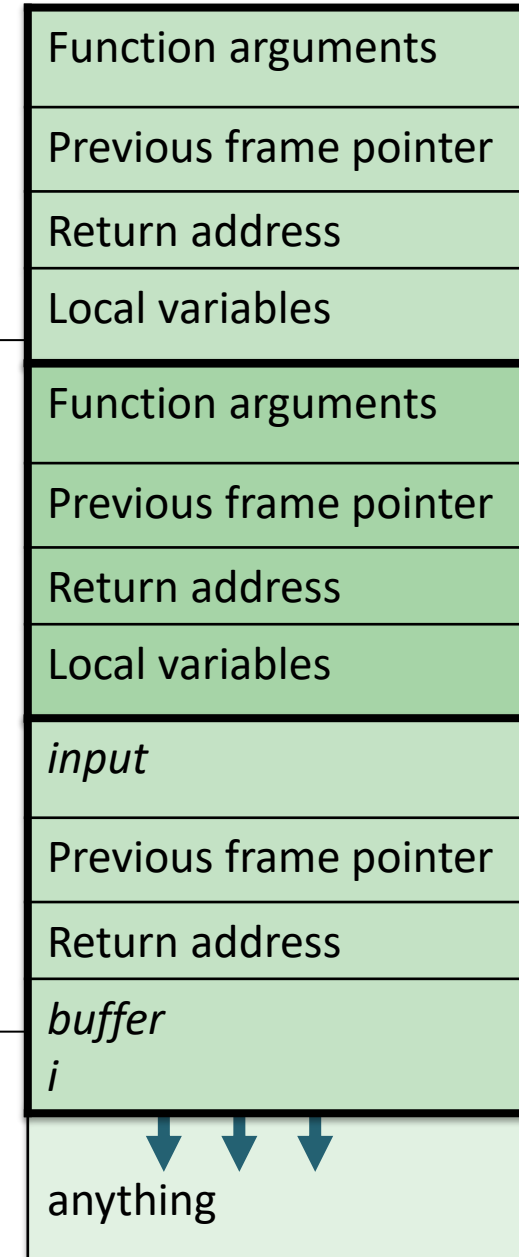 Function arguments
Previous frame pointer
Return address
Local variables
Function arguments
Previous frame pointer
Return address
Local variables
input
Previous frame pointer
Return address
buffer
i
anything